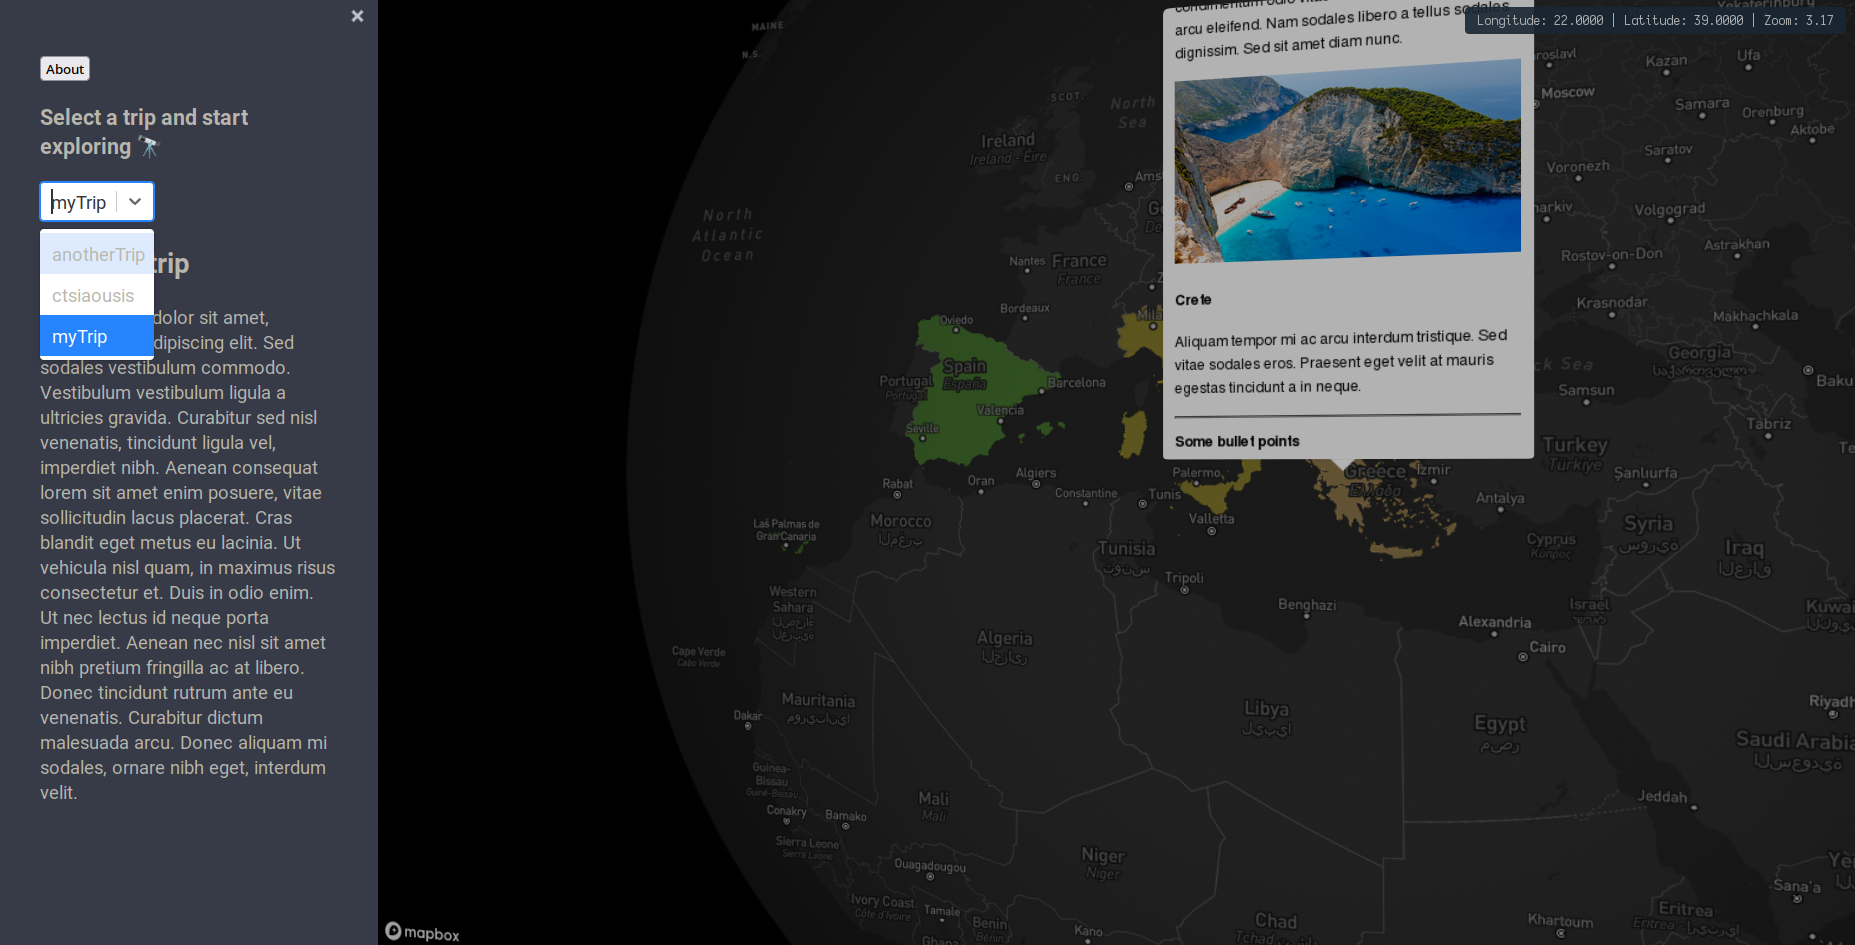 ×
About
Select a trip and start
exploring
myTrip
anotherTrip
ctsiaousis
myTrip
trip
dolor sit amet,
dipiscing elit. Sed
sodales vestibulum commodo.
Vestibulum vestibulum ligula a
ultricies gravida. Curabitur sed nisl
venenatis, tincidunt ligula vel,
imperdiet nibh. Aenean consequat
lorem sit amet enim posuere, vitae
sollicitudin lacus placerat. Cras
blandit eget metus eu lacinia. Ut
vehicula nisl quam, in maximus risus
consectetur et. Duis in odio enim.
Ut nec lectus id neque porta
imperdiet. Aenean nec nisl sit amet
nibh pretium fringilla ac at libero.
Donec tincidunt rutrum ante eu
venenatis. Curabitur dictum
malesuada arcu. Donec aliquam mi
sodales, ornare nibh eget, interdum
velit.
Longitude: 22.0000 | Latitude: 39.0000 | Zoom: 3.17
condimentum odio vitae sodales
arcu eleifend. Nam sodales libero a tellus sodales
dignissim. Sed sit amet diam nunc.
Crete
Aliquam tempor mi ac arcu interdum tristique. Sed
vitae sodales eros. Praesent eget velit at mauris
egestas tincidunt a in neque.
Some bullet points
MAINE
N.S.
SCOT.
North
Sea
Ireland
Ireland - Éire
ENG.
Amst
North
Atlantic
Ocean
Nantes
France
France
Bordeaux
Oviedo
Mila
Spain
España
Portugal
Portugal
Barcelona
Valencia
Seville
Algiers
Oran
Rabat
Constantine
Tunis
Palermo
Valletta
Greece
Ελλάδα
Izmir
Las Palmas de
Gran Canaria
Morocco
المغرب
Tunisia
تونس
Tripoli
Benghazi
Western
Sahara
الصحراء
الغربية
Algeria
الجزائر
Cape Verde
Cabo Verde
Mauritania
موريتانيا
Dakar
Libya
ليبيا
Egypt
مصر
Alexandria
Cairo
Israel
ישראל
Guinea-
Bissau
Guiné-Bissau
Conakry
Bamako
Sierra Leone
Sierra Leone
Mali
Mali
Ouagadougou
Niger
Niger
Ivory Coast
Côte d'Ivoire
Tamale
Benin
Bénin
Ghana
Kano
Chad
Tchad
Khartoum
Eritrea
Eritrea
Sana'a
Jeddah
Saudi Arabia
السعودية
Riyadh
Kuwai
Iraq
العراق
Syria
سورية
Cyprus
Κύπρος
Antalya
Şanlıurfa
Turkey
Türkiye
Tabriz
Samsun
ck Sea
Georgia
საქართველო
Baku
Makhachkala
Krasnodar
Astrakhan
Rostov-on-Don
Volgograd
arkiv
Voronezh
Saratov
Aktobe
Orenburg
Samara
Moscow
Kazan
Ufa
roslavl
Yekaterinburg
mapbox